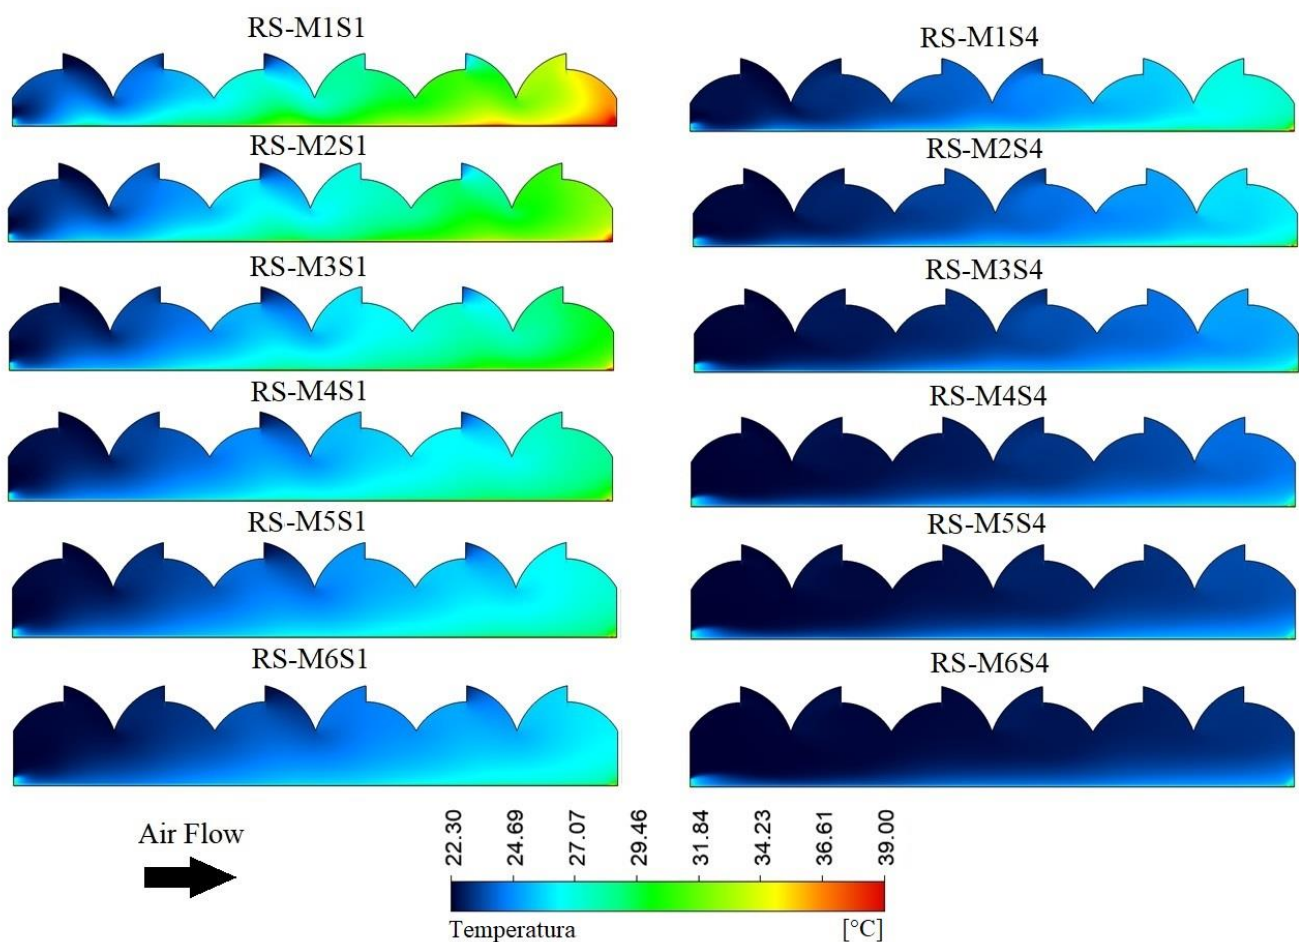 RS-M1S1
RS-M1S4
RS-M2S1
RS-M2S4
RS-M3S1
RS-M3S4
RS-M4S1
RS-M4S4
RS-M5S1
RS-M5S4
RS-M6S1
RS-M6S4
Air Flow
22.30 24.69 27.07 29.46 31.84 34.23 36.61 39.00
Temperatura [°C]